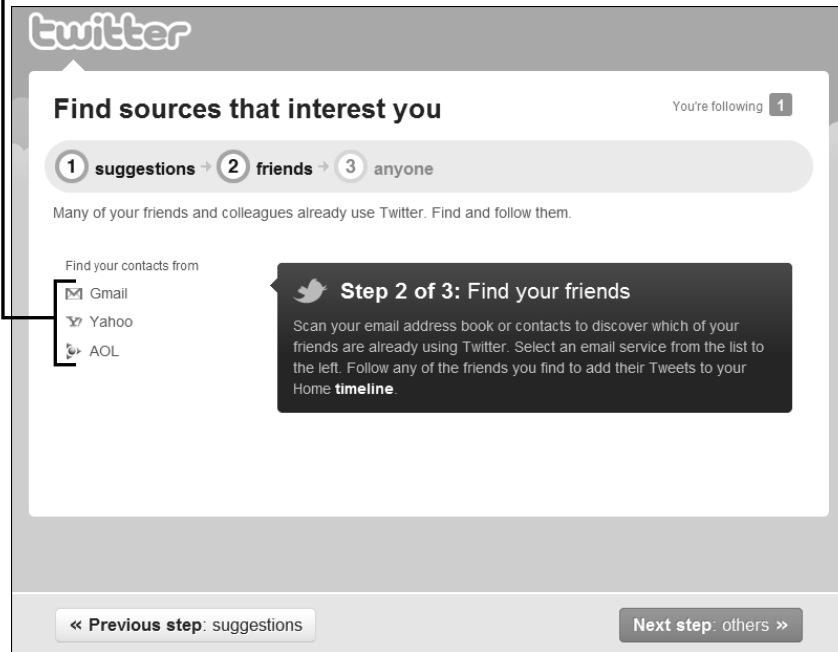 twitter
Find sources that interest you
You're following 1
1 suggestions → 2 friends → 3 anyone
Many of your friends and colleagues already use Twitter. Find and follow them.
Find your contacts from
Gmail
Yahoo
AOL
Step 2 of 3: Find your friends
Scan your email address book or contacts to discover which of your
friends are already using Twitter. Select an email service from the list to
the left. Follow any of the friends you find to add their Tweets to your
Home timeline.
« Previous step: suggestions
Next step: others »